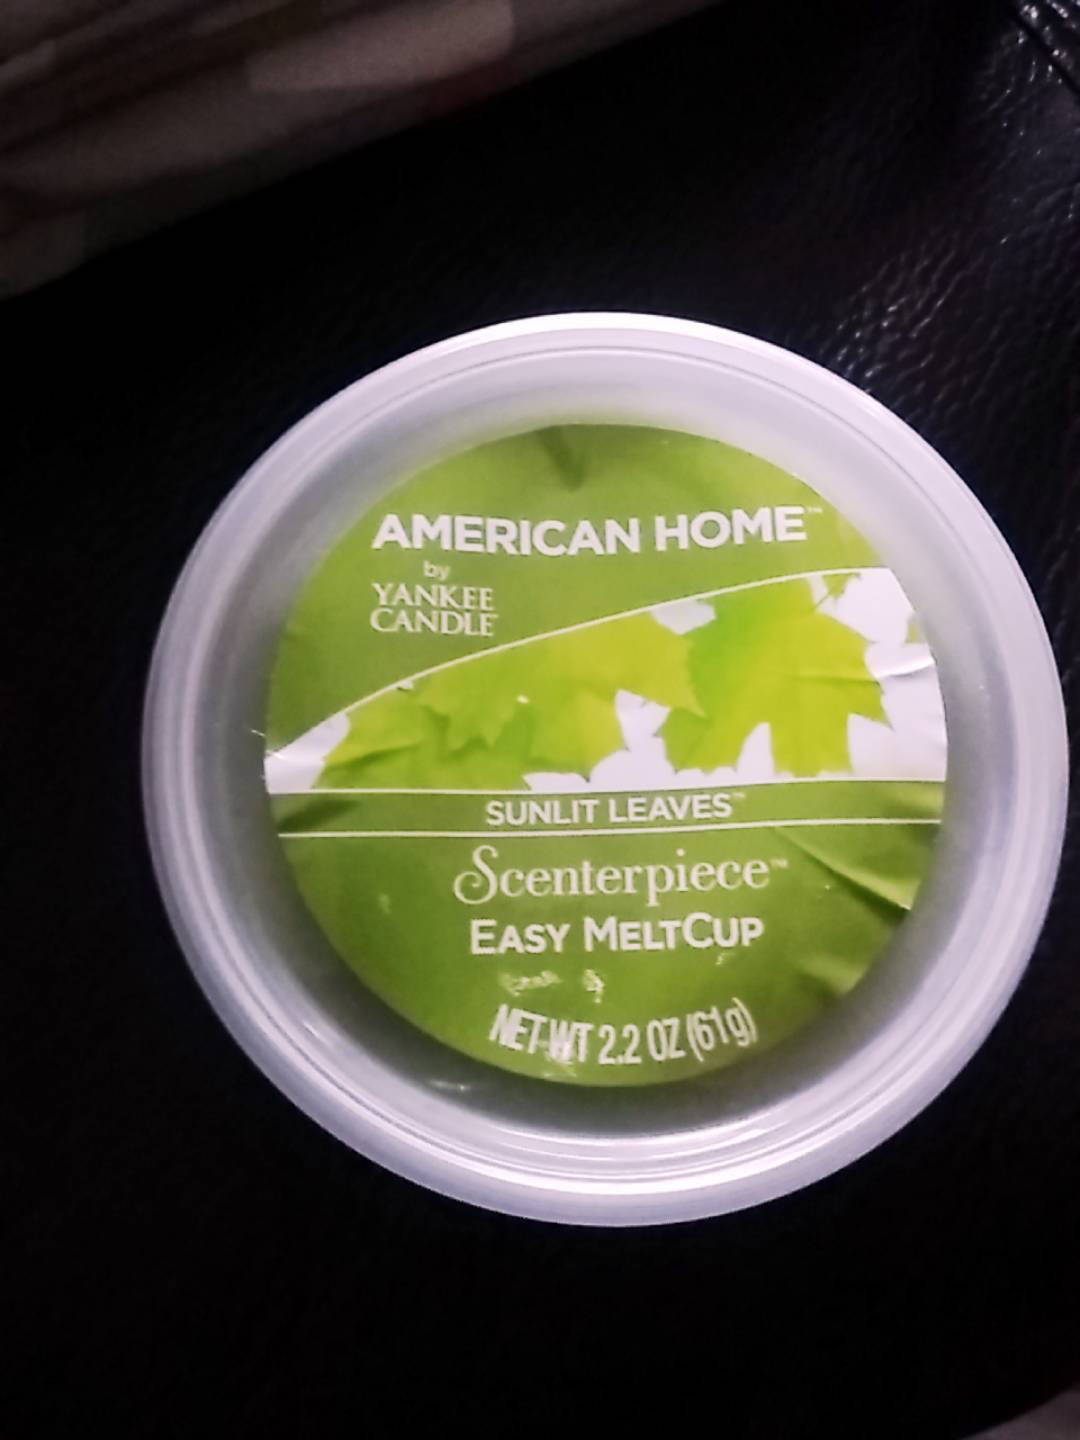 AMERICAN HOME™
by
YANKEE
CANDLE
SUNLIT LEAVES™
Scenterpiece™
EASY MELTCUP
NET WT 2.2 OZ (61g)